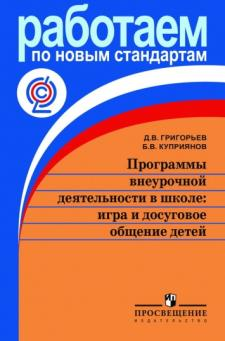 работаем
по новым стандартам
Д.В. ГРИГОРЬЕВ
Б.В. КУПРИЯНОВ
Программы
внеурочной
деятельности в школе:
игра и досуговое
общение детей
ПРОСВЕЩЕНИЕ
ИЗДАТЕЛЬСТВО